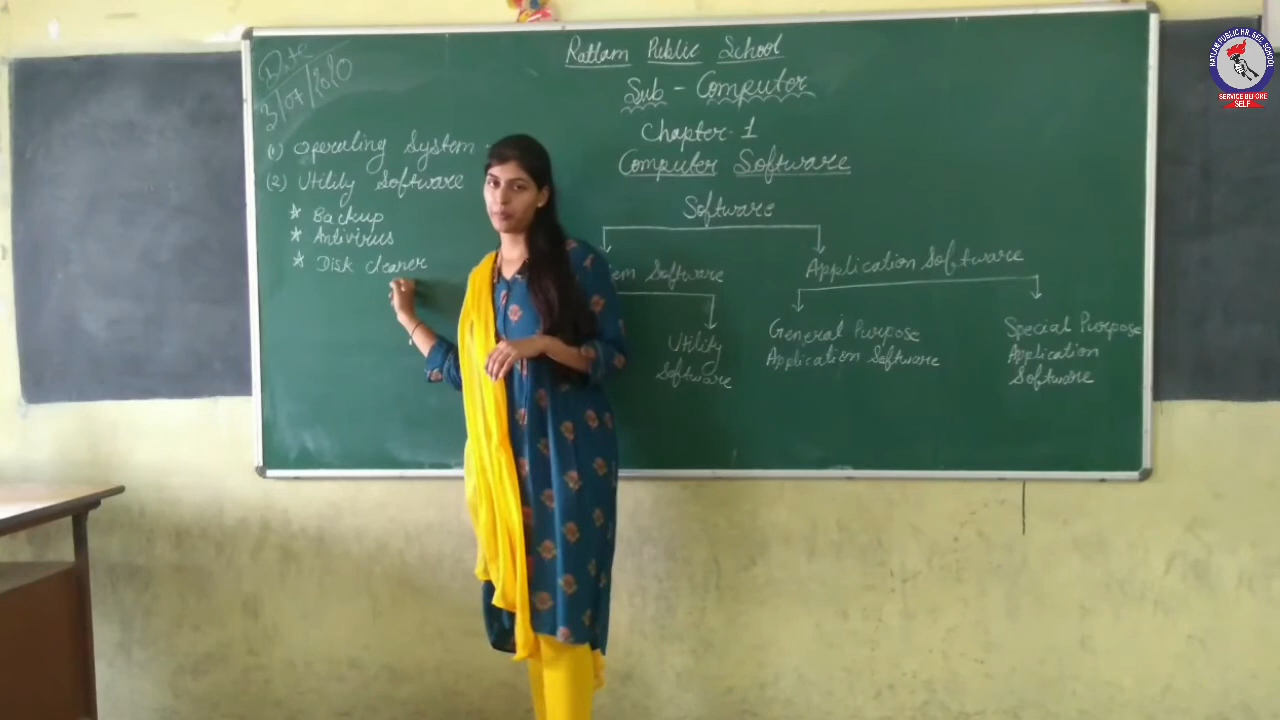 Date
3/07/2020
Ratlam Public School
Sub - Computer
Chapter-1
Computer Software
(1) Operating System -
(2) Utility Software
* Backup
* Antivirus
* Disk cleaner
Software
em Software
Application Software
Utility
Software
General Purpose
Application Software
Special Purpose
Application
Software
RATLAM PUBLIC HR. SEC. SCHOOL
SERVICE BEFORE
SELF